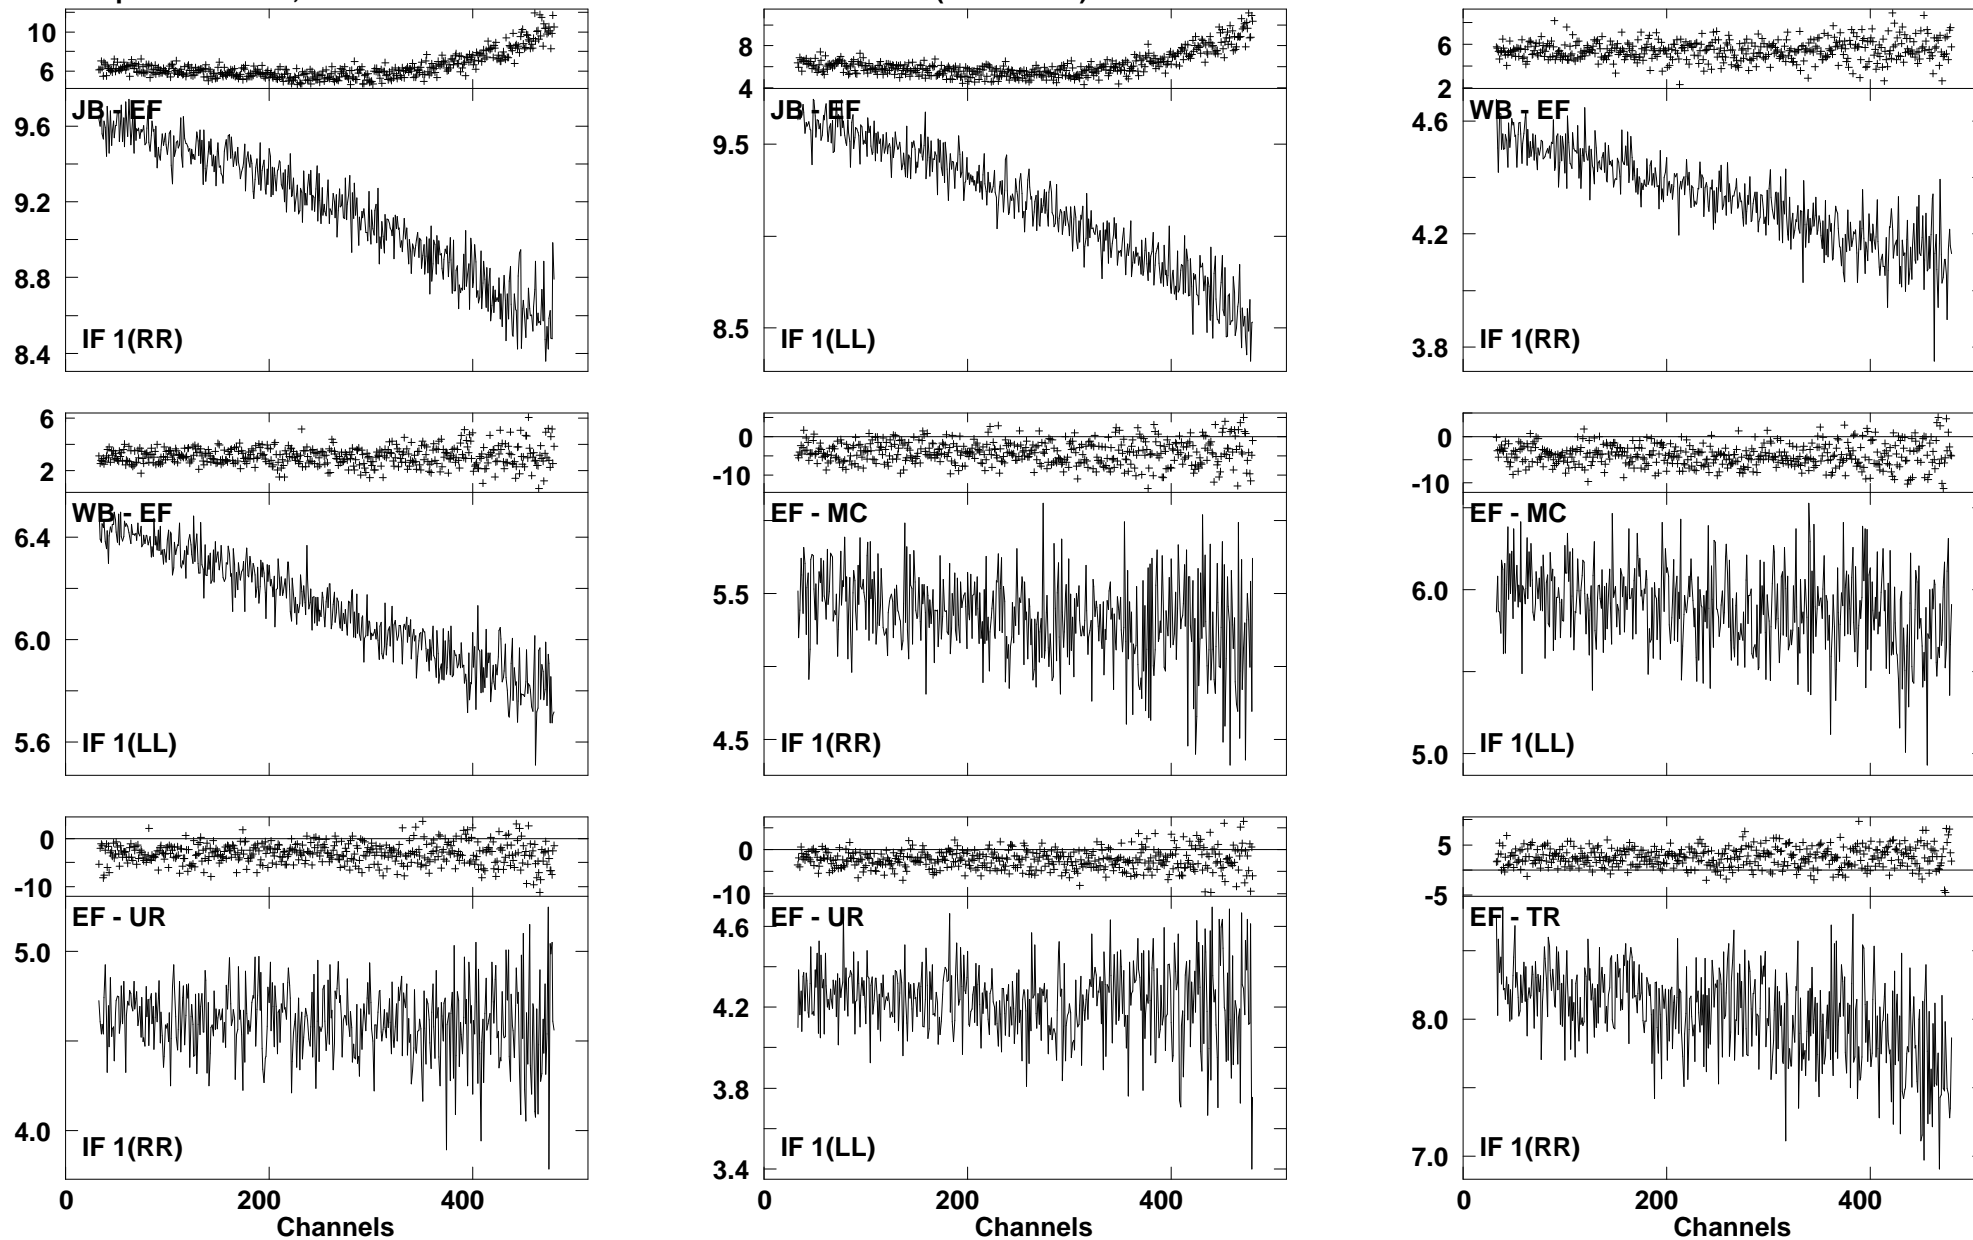 10
6
JB - EF
9.6
9.2
8.8
8.4
IF 1(RR)
8
4
JB - EF
9.5
8.5
IF 1(LL)
6
2
WB - EF
4.6
4.2
3.8
IF 1(RR)
6
2
WB - EF
6.4
6.0
5.6
IF 1(LL)
0
-10
EF - MC
5.5
4.5
IF 1(RR)
0
-10
EF - MC
6.0
5.0
IF 1(LL)
0
-10
EF - UR
5.0
4.0
IF 1(RR)
0 200 400
Channels
0
-10
EF - UR
4.6
4.2
3.8
3.4
IF 1(LL)
0 200 400
Channels
5
-5
EF - TR
8.0
7.0
IF 1(RR)
0 200 400
Channels